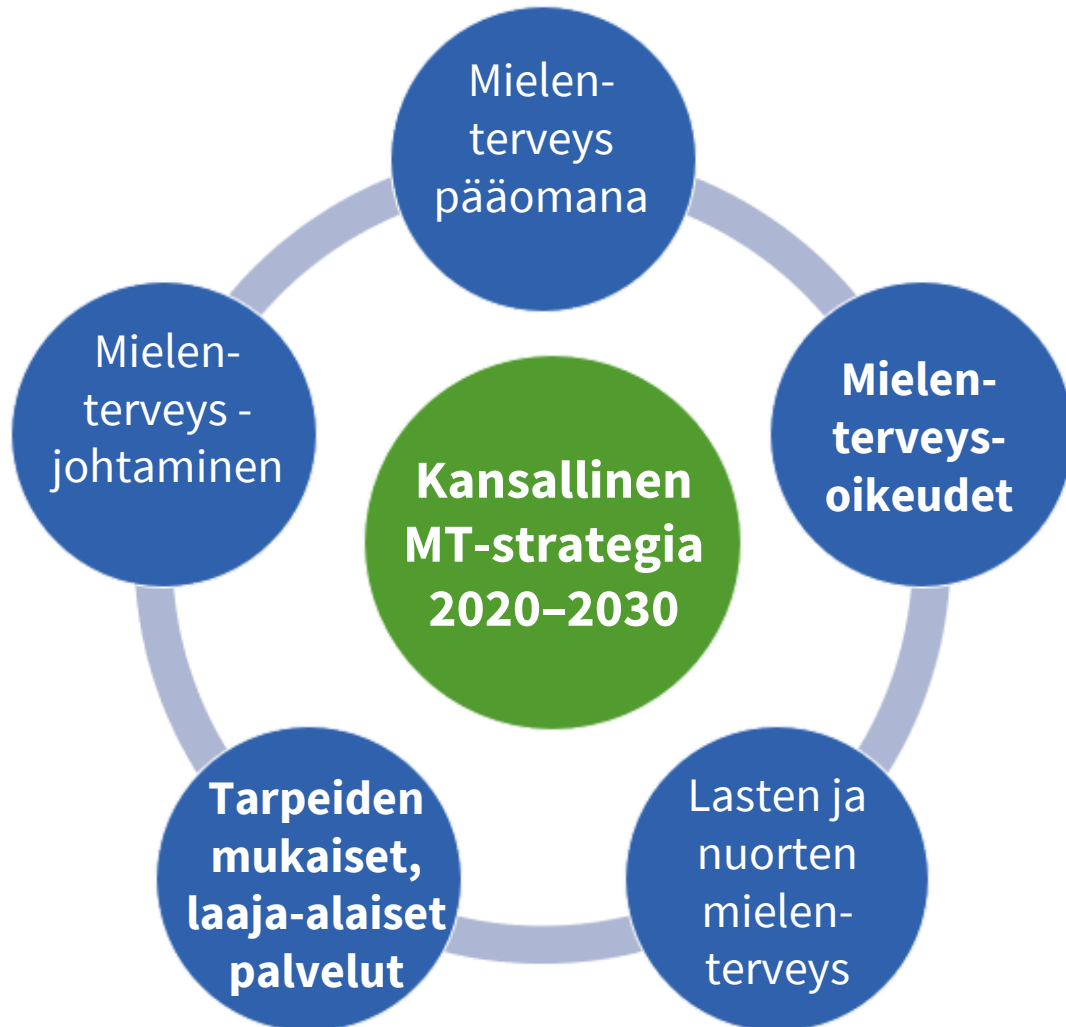 Mielen-
terveys
pääomana
Mielen-
terveys-
oikeudet
Lasten ja
nuorten
mielen-
terveys
Tarpeiden
mukaiset,
laaja-alaiset
palvelut
Mielen-
terveys -
johtaminen
Kansallinen
MT-strategia
2020–2030